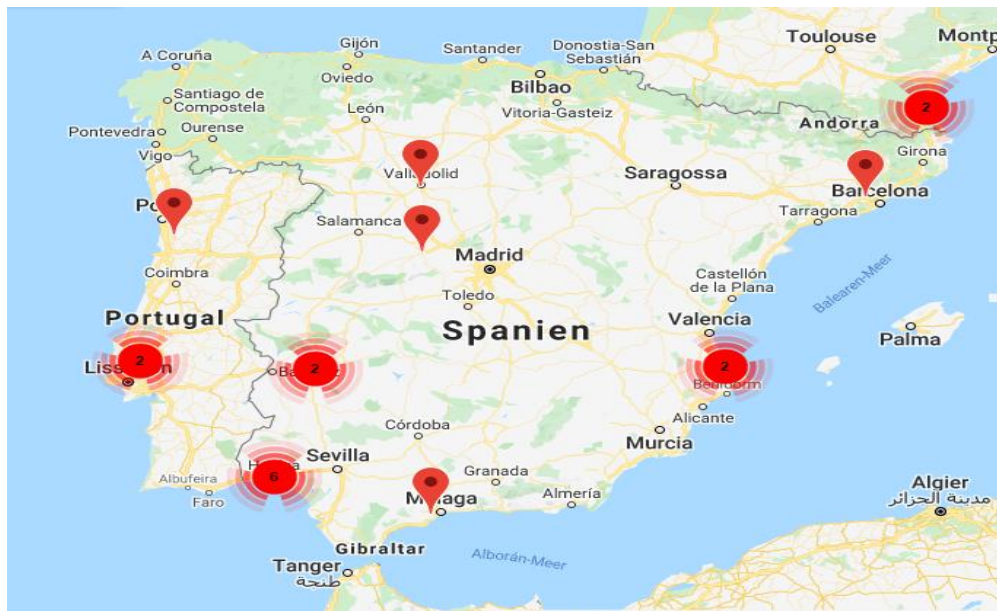 Toulouse
Montp
Gijón
A Coruña
Santander
Donostia-San
Sebastián
Oviedo
Bilbao
Santiago de
Compostela
León
Vitoria-Gasteiz
2
Andorra
Pontevedra
Ourense
Vigo
Girona
Saragossa
Barcelona
Tarragona
Salamanca
Madrid
Coimbra
Castellón
de la Plana
Balearen-Meer
Toledo
Portugal
Spanien
Valencia
Palma
2
2
2
Alicante
Córdoba
Murcia
Sevilla
6
Granada
Albufeira
Faro
Almería
Algier
مدينة الجزائر
Málaga
Gibraltar
Alborán-Meer
Tanger
طنجة